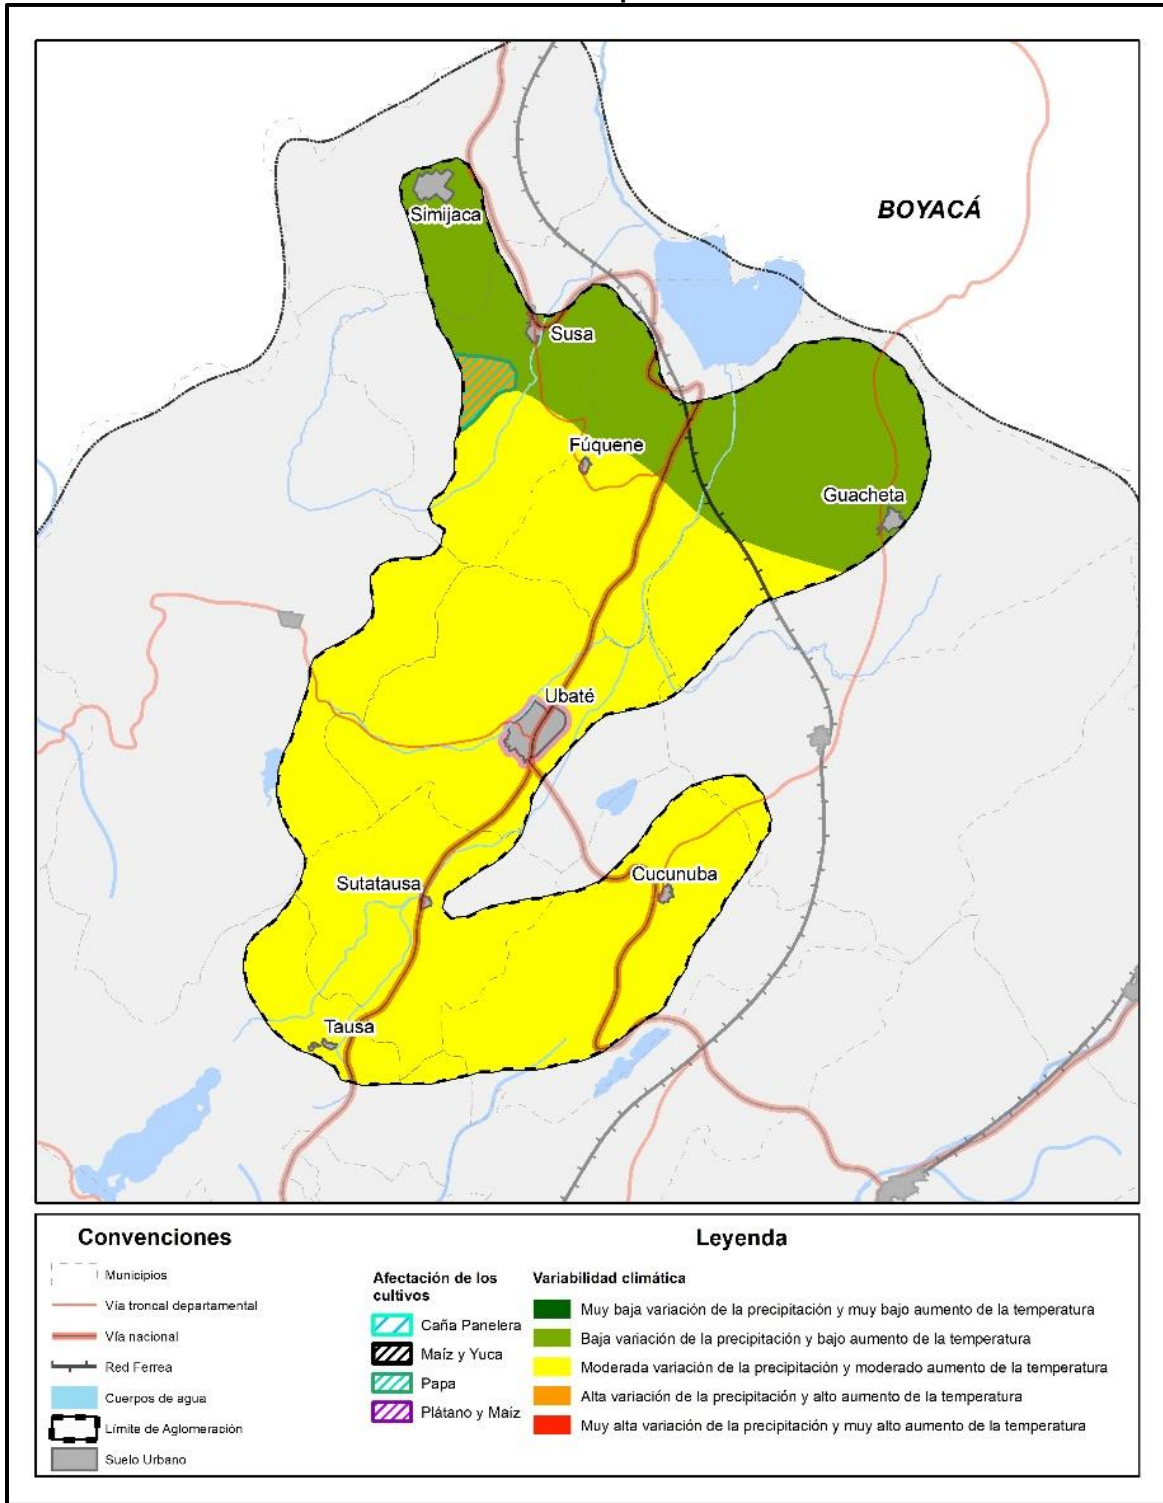 BOYACÁ
Simijaca
Susa
Fúquene
Guacheta
Ubaté
Cucunuba
Sutatausa
Tausa
Convenciones
Municipios
Vía troncal departamental
Vía nacional
Red Ferrea
Cuerpos de agua
Límite de Aglomeración
Suelo Urbano
Leyenda
Afectación de los
cultivos
Caña Panelera
Maíz y Yuca
Papa
Plátano y Maíz
Variabilidad climática
Muy baja variación de la precipitación y muy bajo aumento de la temperatura
Baja variación de la precipitación y bajo aumento de la temperatura
Moderada variación de la precipitación y moderado aumento de la temperatura
Alta variación de la precipitación y alto aumento de la temperatura
Muy alta variación de la precipitación y muy alto aumento de la temperatura